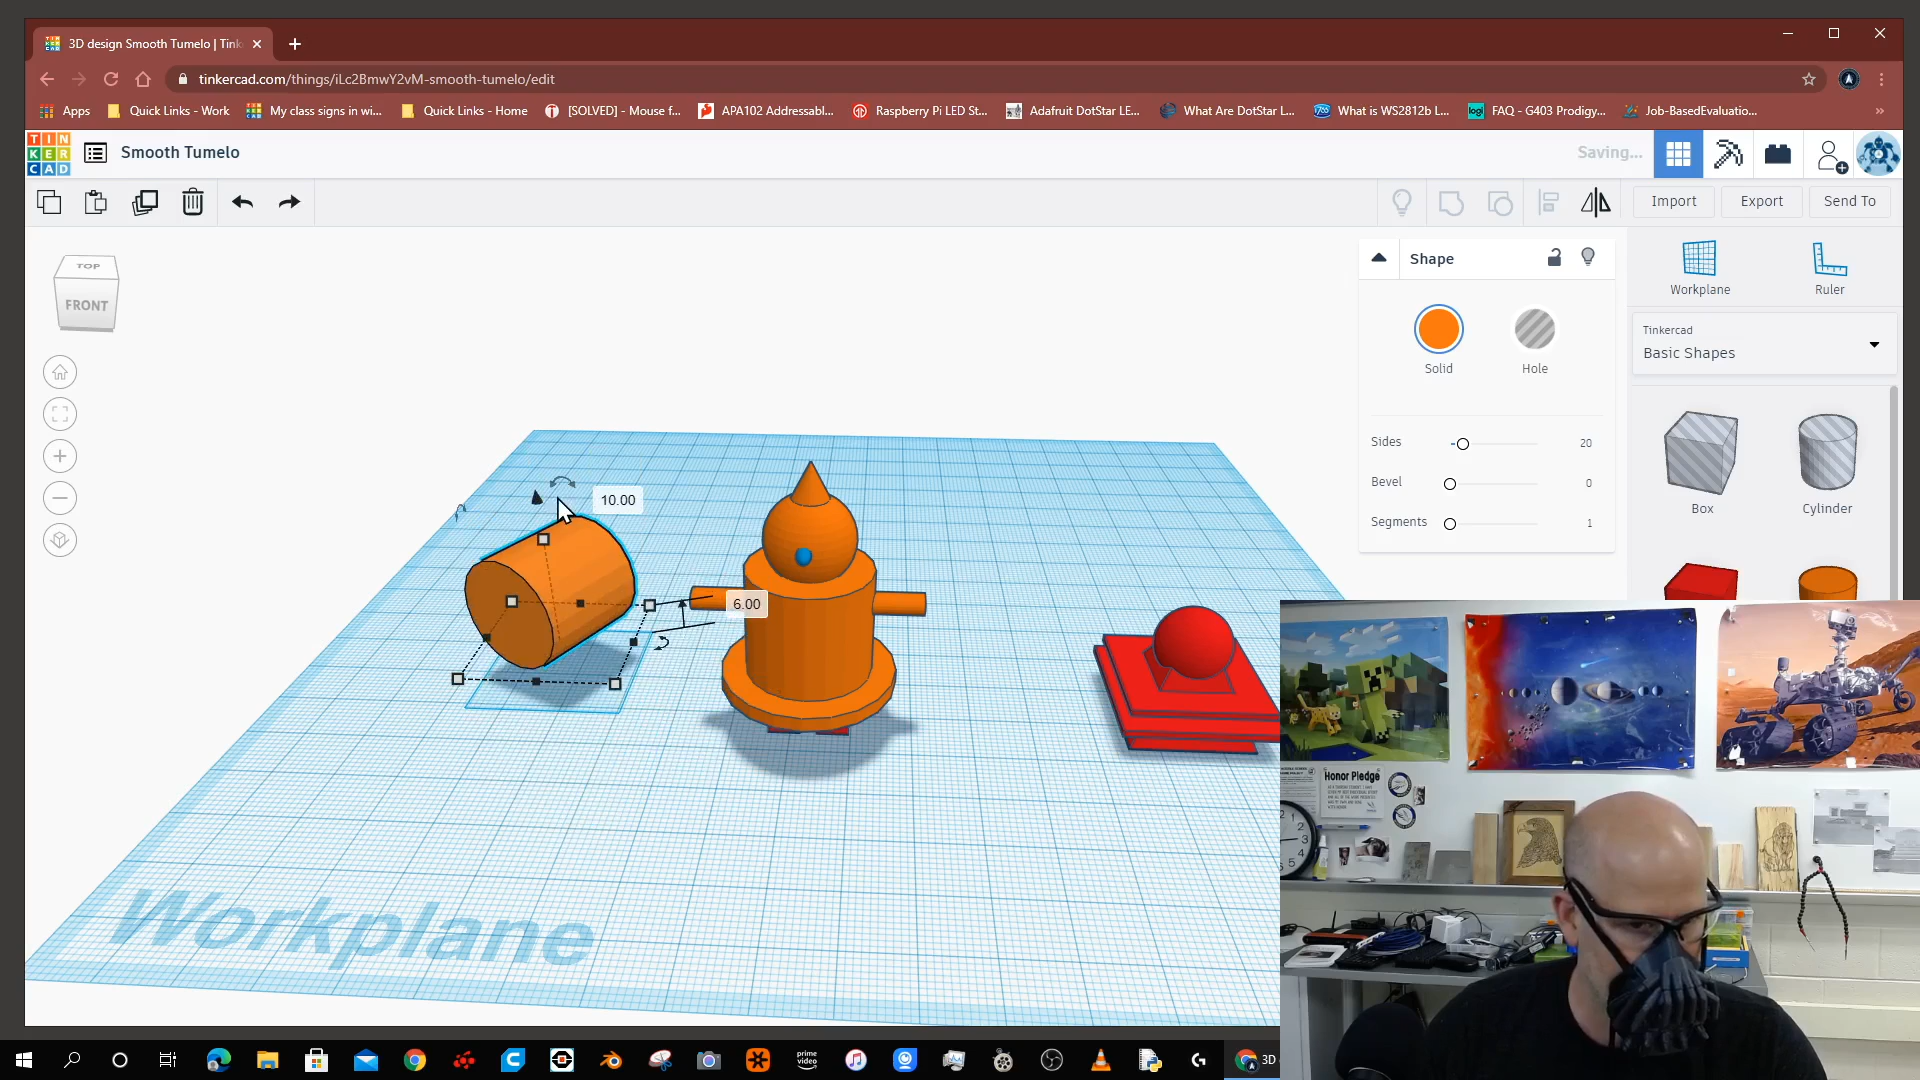 3D design Smooth Tumelo | Tink
tinkercad.com/things/iLc2BmwY2vM-smooth-tumelo/edit
Apps Quick Links - Work My class signs in wi... Quick Links - Home [SOLVED] - Mouse f... APA102 Addressabl... Raspberry Pi LED St... Adafruit DotStar LE... What Are DotStar L... What is WS2812b L... FAQ - G403 Prodigy... Job-BasedEvaluatio... »
TIN
KER
CAD
Smooth Tumelo
Saving...
Import Export Send To
TOP
FRONT
Shape
Solid Hole
Sides 20
Bevel 0
Segments 1
Workplane Ruler
Tinkercad
Basic Shapes
Box Cylinder
10.00
6.00
Workplane
Honor Pledge
prime
video
3D